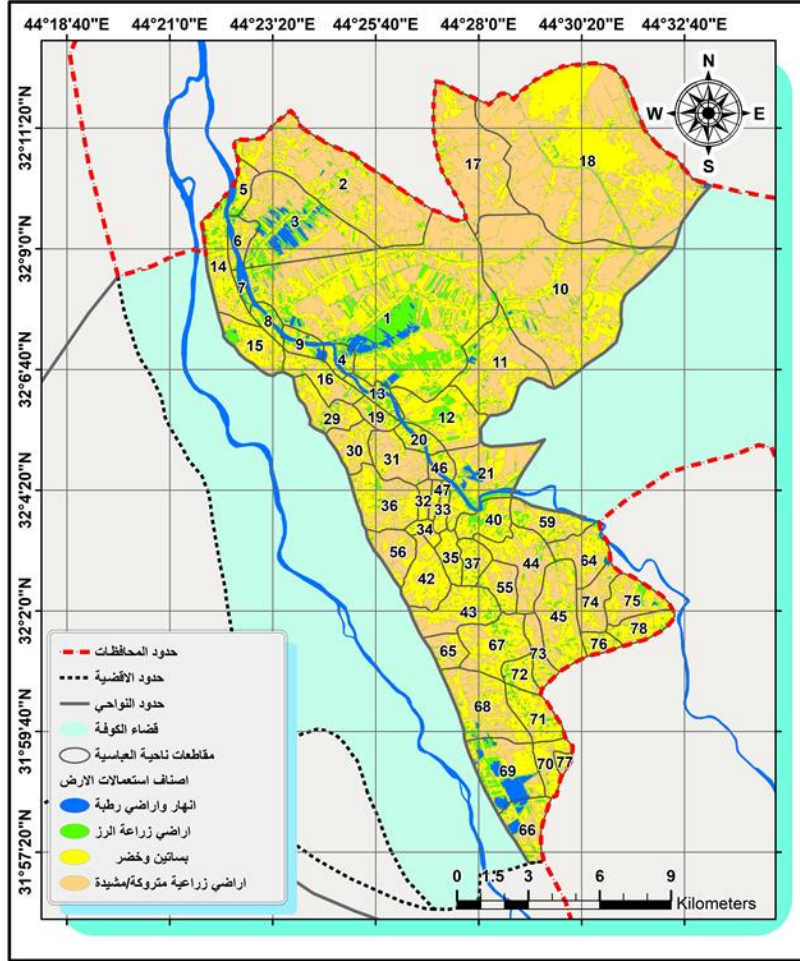 44°18'40"E 44°21'0"E 44°23'20"E 44°25'40"E 44°28'0"E 44°30'20"E 44°32'40"E
N
W E
S
32°11'20"N
32°9'0"N
32°6'40"N
32°4'20"N
32°2'0"N
31°59'40"N
31°57'20"N
17
18
2
5
3
6
14
7
10
8
1
9
15
4
11
16
13
29
19
12
20
30
31
46
21
47
32
36
33
40
59
34
56
35
37
44
64
42
55
74
75
43
45
78
67
76
65
73
72
68
71
69
70
77
66
حدود المحافظات
حدود الاقضية
حدود النواحي
قضاء الكوفة
مقاطعات ناحية العباسية
اصناف استعمالات الارض
انهار واراضي رطبة
اراضي زراعة الرز
بساتين وخضر
اراضي زراعية متروكة/مشيدة
0 1.5 3 6 9
Kilometers